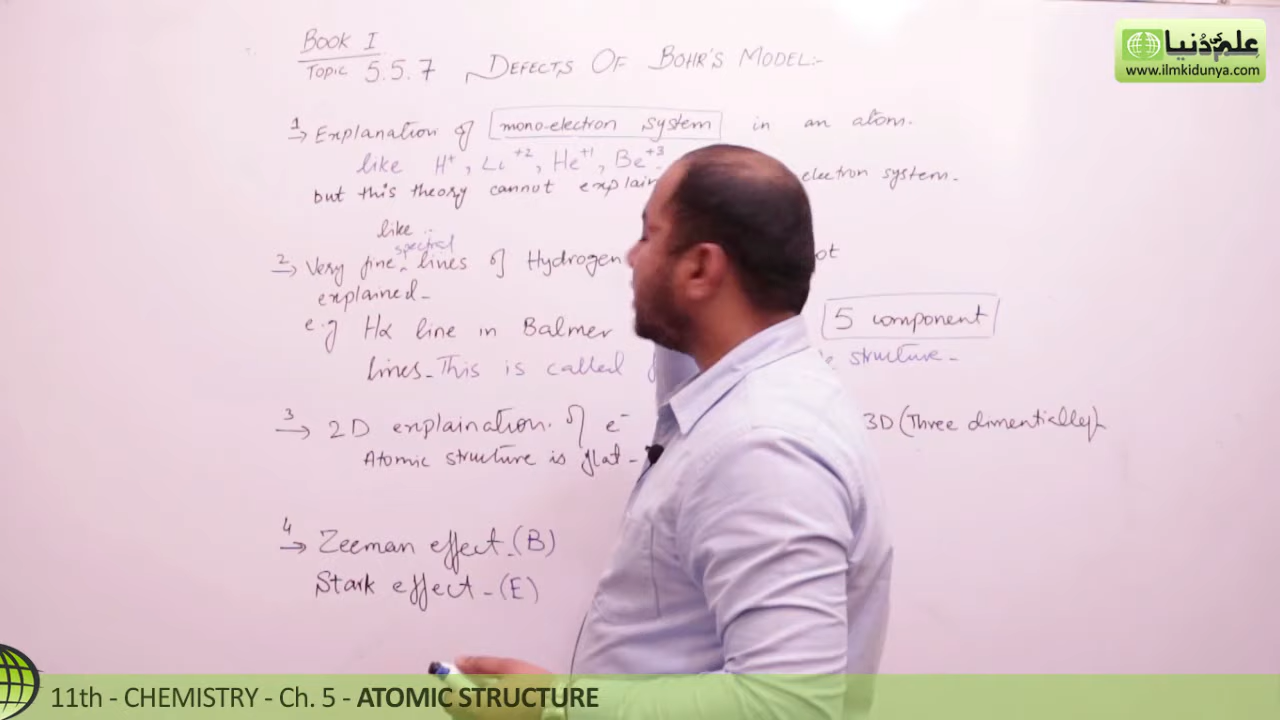 BOOK I
TOPIC 5.5.7 DEFECTS OF BOHR'S MODEL:-
علم کی دنیا
www.ilmkidunya.com
1 → Explanation of mono-electron system in an atom.
like H+, Li+2, He+1, Be+3.
but this theory cannot explain electron system.
like ..
2 → Very fine spectral lines of Hydrogen ot
explained-
e.g Hα line in Balmer 5 component
lines-This is called structure-
3 → 2D explaination. of e- 3D (Three dimentially)
Atomic structure is flat-
4 → Zeeman effect-(B)
Stark effect-(E)
11th - CHEMISTRY - Ch. 5 - ATOMIC STRUCTURE